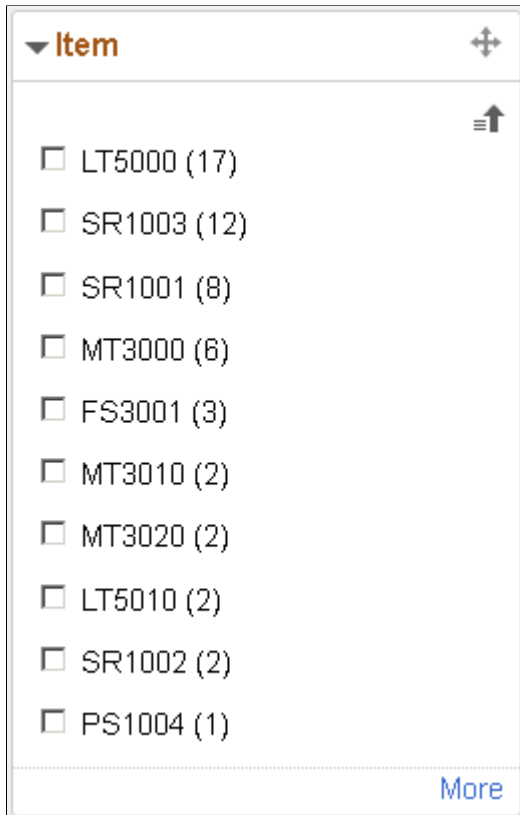 Item
LT5000 (17)
SR1003 (12)
SR1001 (8)
MT3000 (6)
FS3001 (3)
MT3010 (2)
MT3020 (2)
LT5010 (2)
SR1002 (2)
PS1004 (1)
More